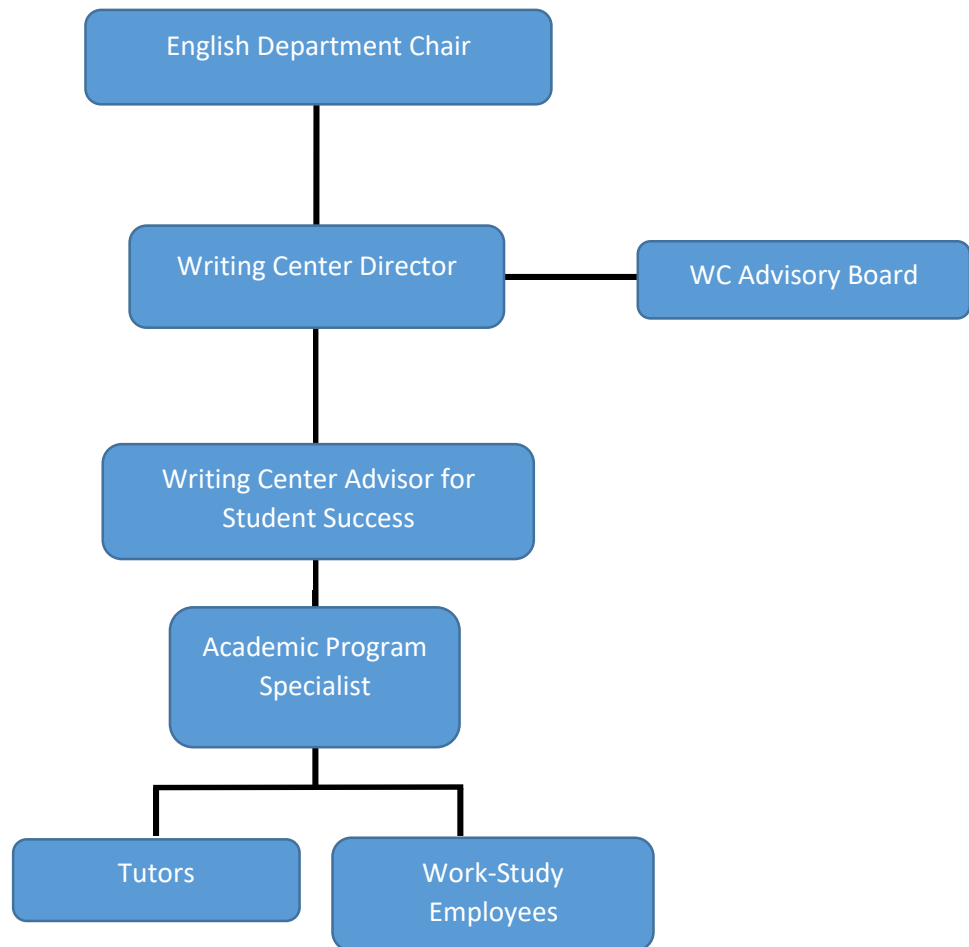 English Department Chair
Writing Center Director
WC Advisory Board
Writing Center Advisor for
Student Success
Academic Program
Specialist
Tutors
Work-Study
Employees